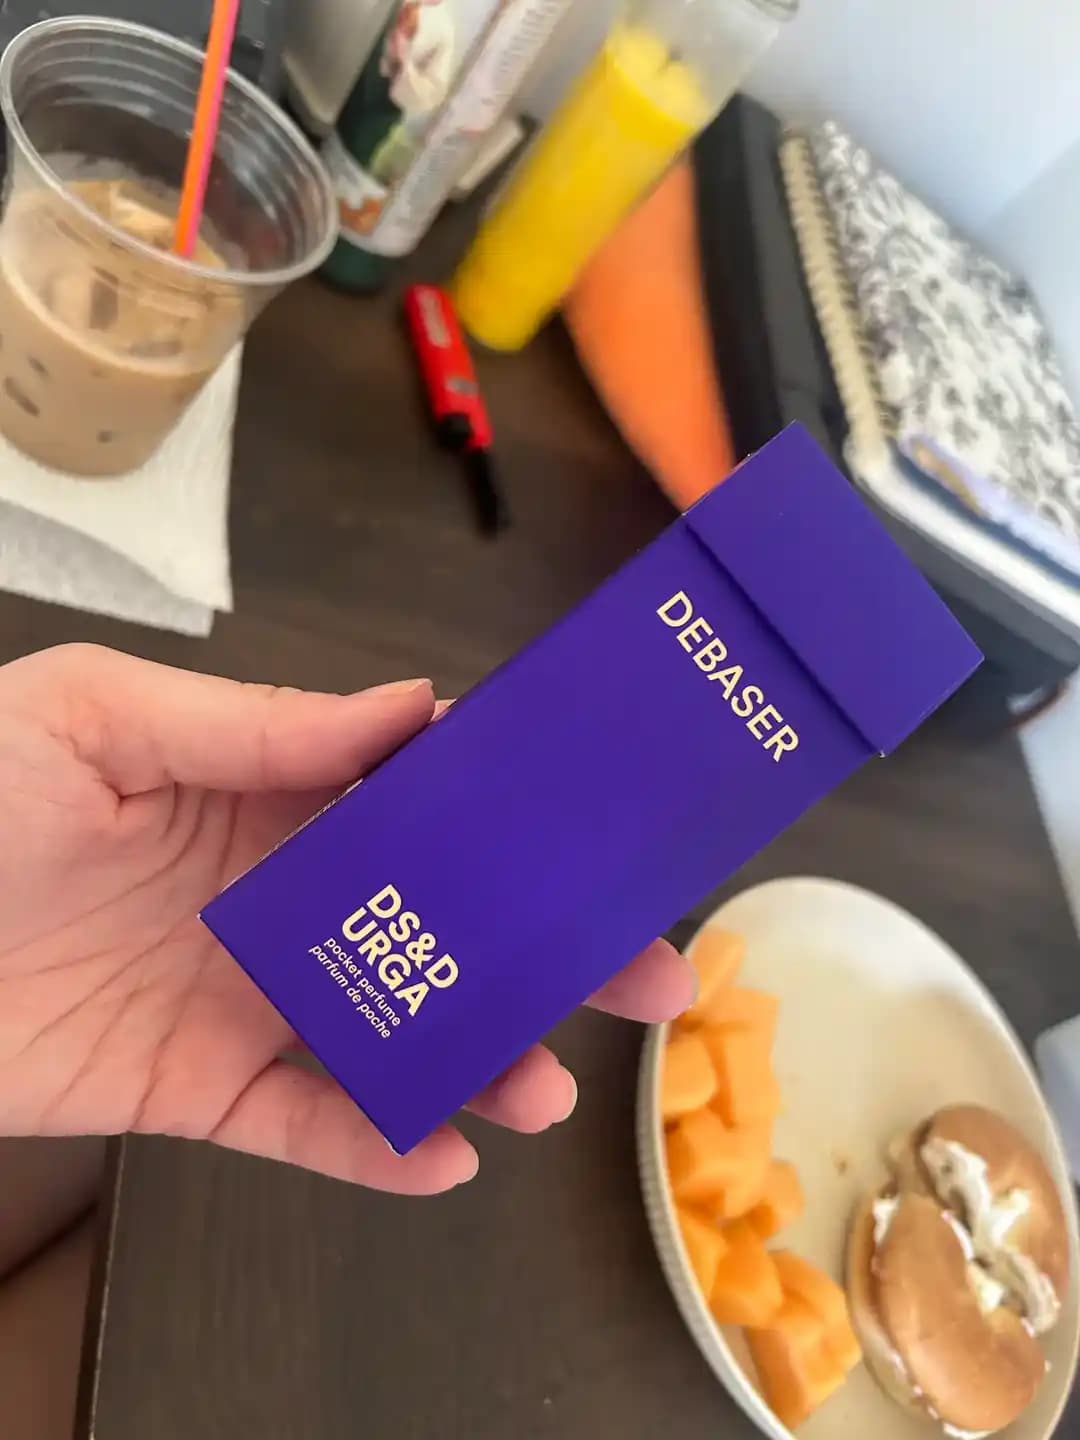 DEBASER
DS&D
URGA
pocket perfume
parfum de poche